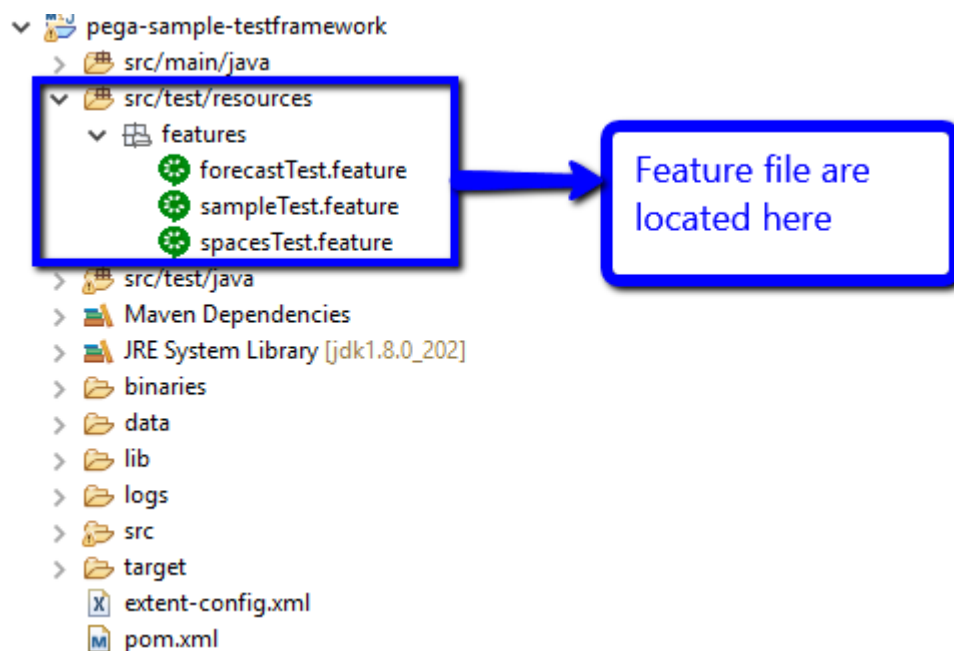 pega-sample-testframework
src/main/java
src/test/resources
features
forecastTest.feature
sampleTest.feature
spacesTest.feature
Feature file are
located here
src/test/java
Maven Dependencies
JRE System Library [jdk1.8.0_202]
binaries
data
lib
logs
src
target
extent-config.xml
pom.xml